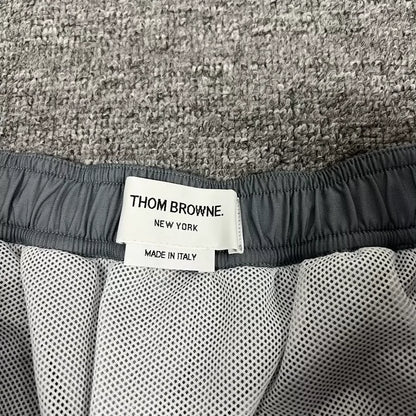 THOM BROWNE.
NEW YORK
MADE IN ITALY